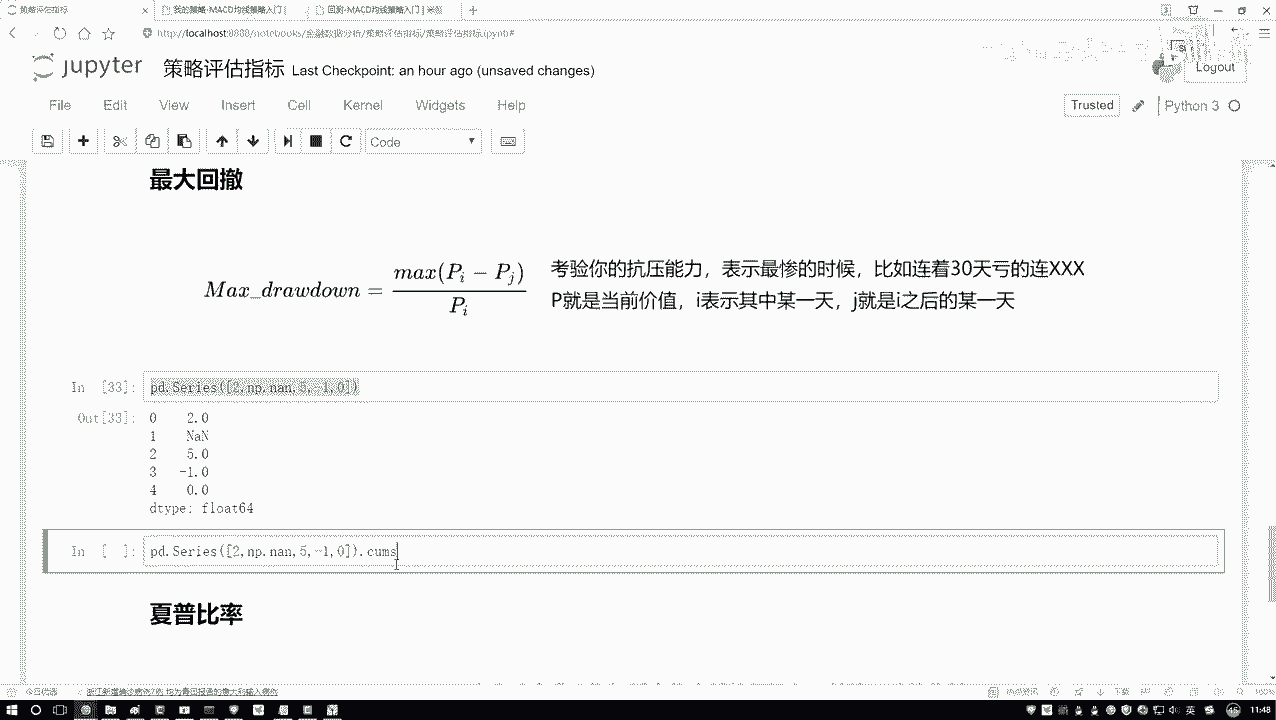 策略评估指标
我的策略-MACD均线策略入门
回测-MACD均线策略入门 | 米筐
http://localhost:8888/notebooks/金融数据分析/策略评估指标/策略评估指标.ipynb#
jupyter 策略评估指标 Last Checkpoint: an hour ago (unsaved changes)
Logout
File Edit View Insert Cell Kernel Widgets Help
Trusted
Python 3
Code
最大回撤
Max_drawdown = max(P_i − P_j) / P_i
考验你的抗压能力，表示最惨的时候，比如连着30天亏的连XXX
P就是当前价值，i表示其中某一天，j就是i之后的某一天
In [33]: pd.Series([2,np.nan,5,-1,0])
Out[33]: 0 2.0
1 NaN
2 5.0
3 -1.0
4 0.0
dtype: float64
In [ ]: pd.Series([2,np.nan,5,-1,0]).cums
夏普比率
英
11:48